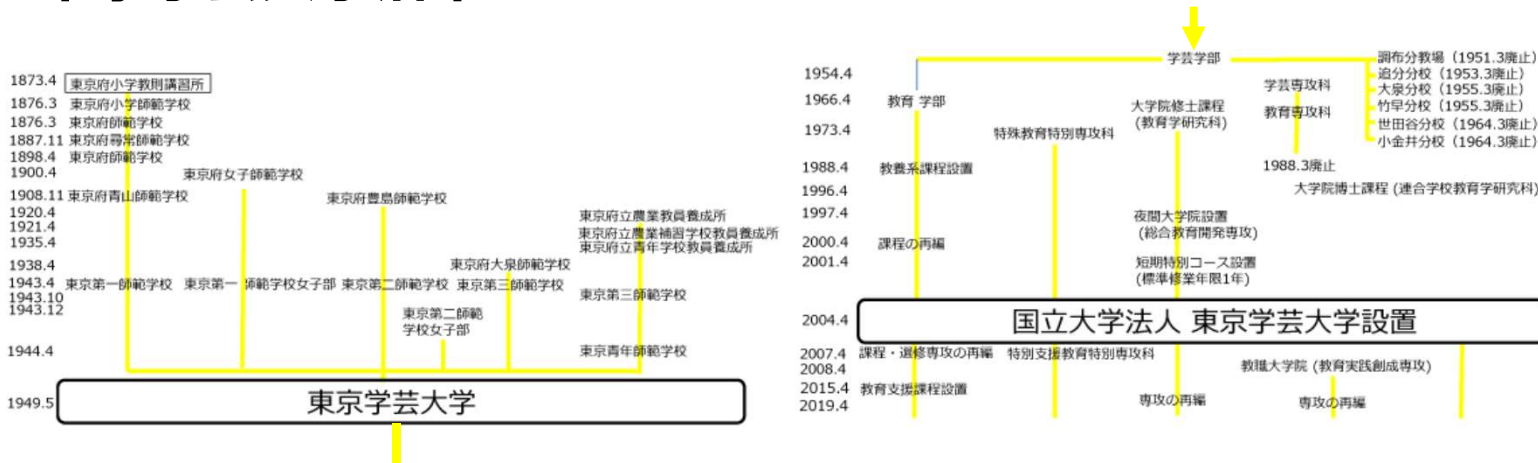 1873.4 東京府小学教則講習所
1876.3 東京府小学師範学校
1876.3 東京府師範学校
1887.11 東京府尋常師範学校
1898.4 東京府師範学校
1900.4 東京府女子師範学校
1908.11 東京府青山師範学校 東京府豊島師範学校
1920.4 東京府立農業教員養成所
1921.4 東京府立農業補習学校教員養成所
1935.4 東京府立青年学校教員養成所
1938.4 東京府大泉師範学校
1943.4 東京第一師範学校 東京第一師範学校女子部 東京第二師範学校 東京第三師範学校
1943.10 東京第三師範学校
1943.12 東京第二師範
学校女子部
1944.4 東京青年師範学校
1949.5 東京学芸大学
学芸学部
調布分教場 (1951.3廃止)
追分分校 (1953.3廃止)
大泉分校 (1955.3廃止)
竹早分校 (1955.3廃止)
世田谷分校 (1964.3廃止)
小金井分校 (1964.3廃止)
1954.4 学芸専攻科
1966.4 教育 学部 大学院修士課程
(教育学研究科) 教育専攻科
1973.4 特殊教育特別専攻科
1988.4 教養系課程設置 1988.3廃止
1996.4 大学院博士課程 (連合学校教育学研究科)
1997.4 夜間大学院設置
(総合教育開発専攻)
2000.4 課程の再編
2001.4 短期特別コース設置
(標準修業年限1年)
2004.4 国立大学法人 東京学芸大学設置
2007.4 課程・選修専攻の再編 特別支援教育特別専攻科
2008.4 教職大学院 (教育実践創成専攻)
2015.4 教育支援課程設置
2019.4 専攻の再編 専攻の再編